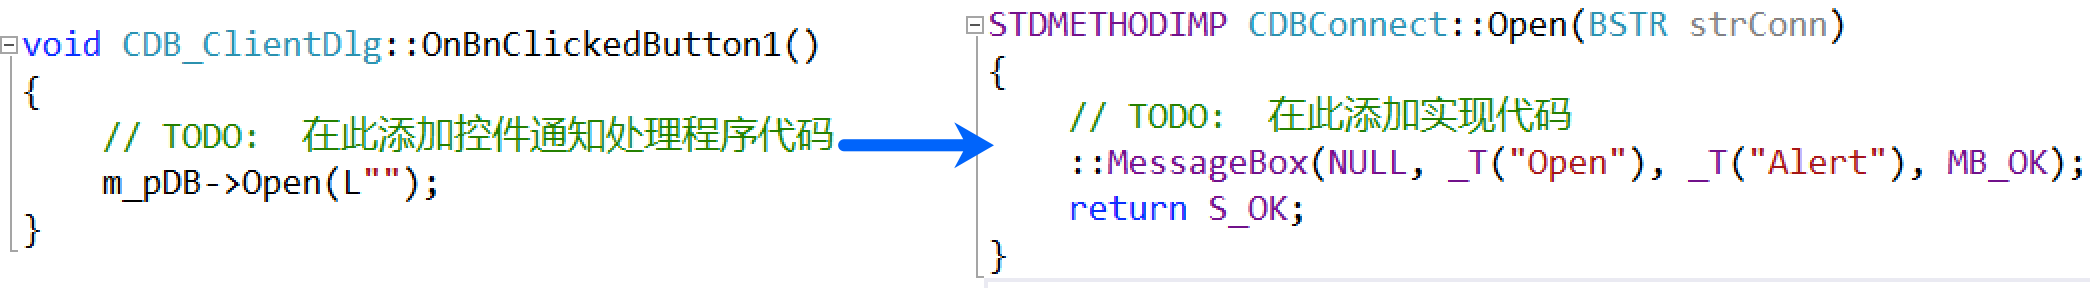 void CDB_ClientDlg::OnBnClickedButton1()
{
// TODO: 在此添加控件通知处理程序代码
m_pDB->Open(L"");
}
STDMETHODIMP CDBConnect::Open(BSTR strConn)
{
// TODO: 在此添加实现代码
::MessageBox(NULL, _T("Open"), _T("Alert"), MB_OK);
return S_OK;
}